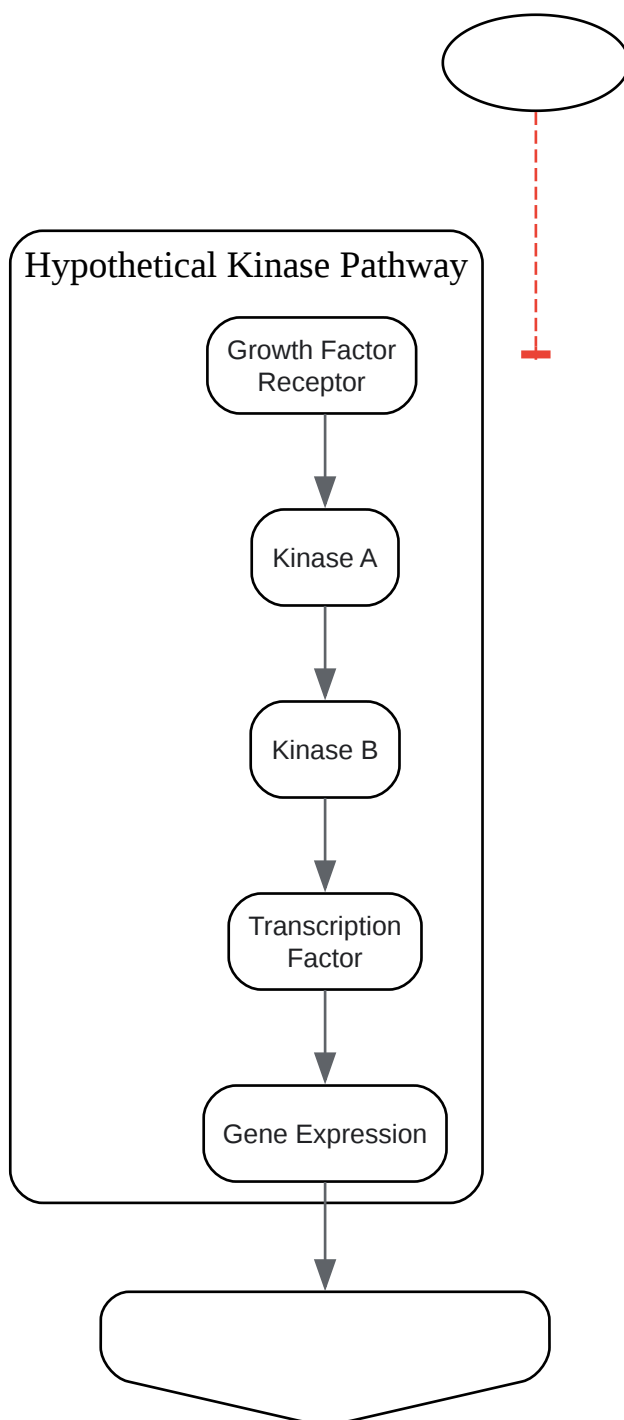 Hypothetical Kinase Pathway
Growth Factor
Receptor
Kinase A
Kinase B
Transcription
Factor
Gene Expression